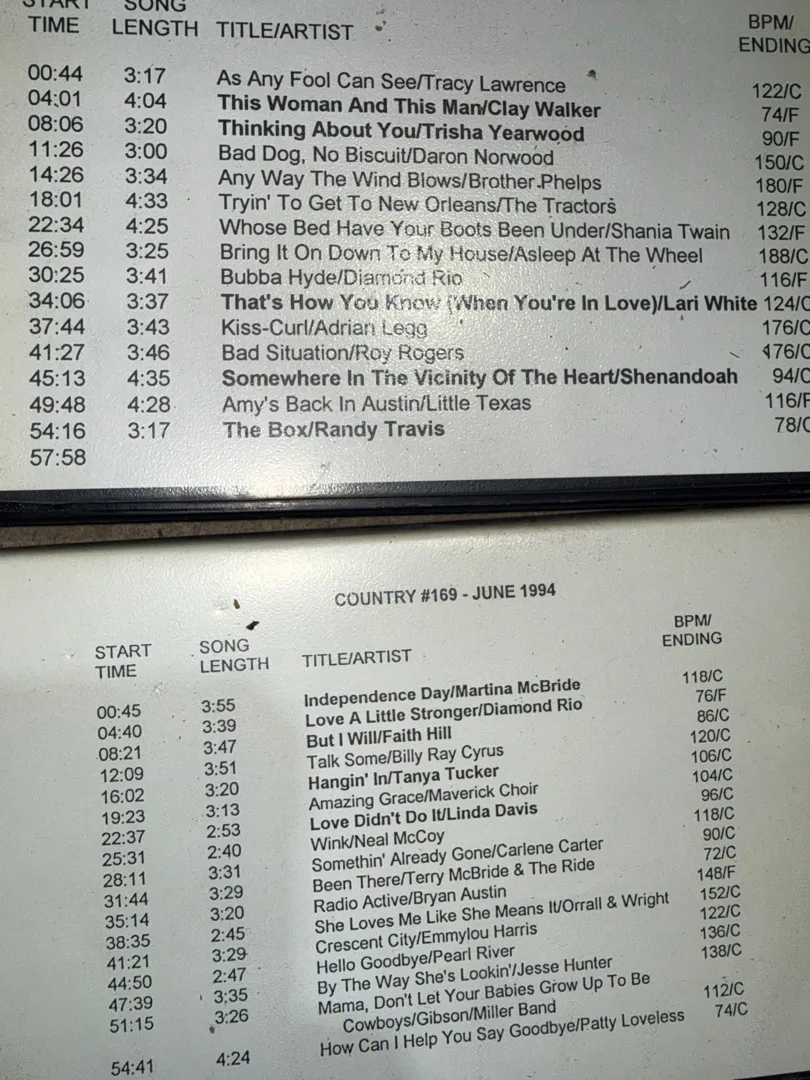 START SONG BPM/
TIME LENGTH TITLE/ARTIST ENDING
00:44 3:17 As Any Fool Can See/Tracy Lawrence 122/C
04:01 4:04 This Woman And This Man/Clay Walker 74/F
08:06 3:20 Thinking About You/Trisha Yearwood 90/F
11:26 3:00 Bad Dog, No Biscuit/Daron Norwood 150/C
14:26 3:34 Any Way The Wind Blows/Brother Phelps 180/F
18:01 4:33 Tryin' To Get To New Orleans/The Tractors 128/C
22:34 4:25 Whose Bed Have Your Boots Been Under/Shania Twain 132/F
26:59 3:25 Bring It On Down To My House/Asleep At The Wheel 188/C
30:25 3:41 Bubba Hyde/Diamond Rio 116/F
34:06 3:37 That's How You Know (When You're In Love)/Lari White 124/C
37:44 3:43 Kiss-Curl/Adrian Legg 176/C
41:27 3:46 Bad Situation/Roy Rogers 176/C
45:13 4:35 Somewhere In The Vicinity Of The Heart/Shenandoah 94/C
49:48 4:28 Amy's Back In Austin/Little Texas 116/F
54:16 3:17 The Box/Randy Travis 78/C
57:58
COUNTRY #169 - JUNE 1994
START SONG BPM/
TIME LENGTH TITLE/ARTIST ENDING
00:45 3:55 Independence Day/Martina McBride 118/C
04:40 3:39 Love A Little Stronger/Diamond Rio 76/F
08:21 3:47 But I Will/Faith Hill 86/C
12:09 3:51 Talk Some/Billy Ray Cyrus 120/C
16:02 3:20 Hangin' In/Tanya Tucker 106/C
19:23 3:13 Amazing Grace/Maverick Choir 104/C
22:37 2:53 Love Didn't Do It/Linda Davis 96/C
25:31 2:40 Wink/Neal McCoy 118/C
28:11 3:31 Somethin' Already Gone/Carlene Carter 90/C
31:44 3:29 Been There/Terry McBride & The Ride 72/C
35:14 3:20 Radio Active/Bryan Austin 148/F
38:35 2:45 She Loves Me Like She Means It/Orrall & Wright 152/C
41:21 3:29 Crescent City/Emmylou Harris 122/C
44:50 2:47 Hello Goodbye/Pearl River 136/C
47:39 3:35 By The Way She's Lookin'/Jesse Hunter 138/C
51:15 3:26 Mama, Don't Let Your Babies Grow Up To Be
Cowboys/Gibson/Miller Band 112/C
54:41 4:24 How Can I Help You Say Goodbye/Patty Loveless 74/C